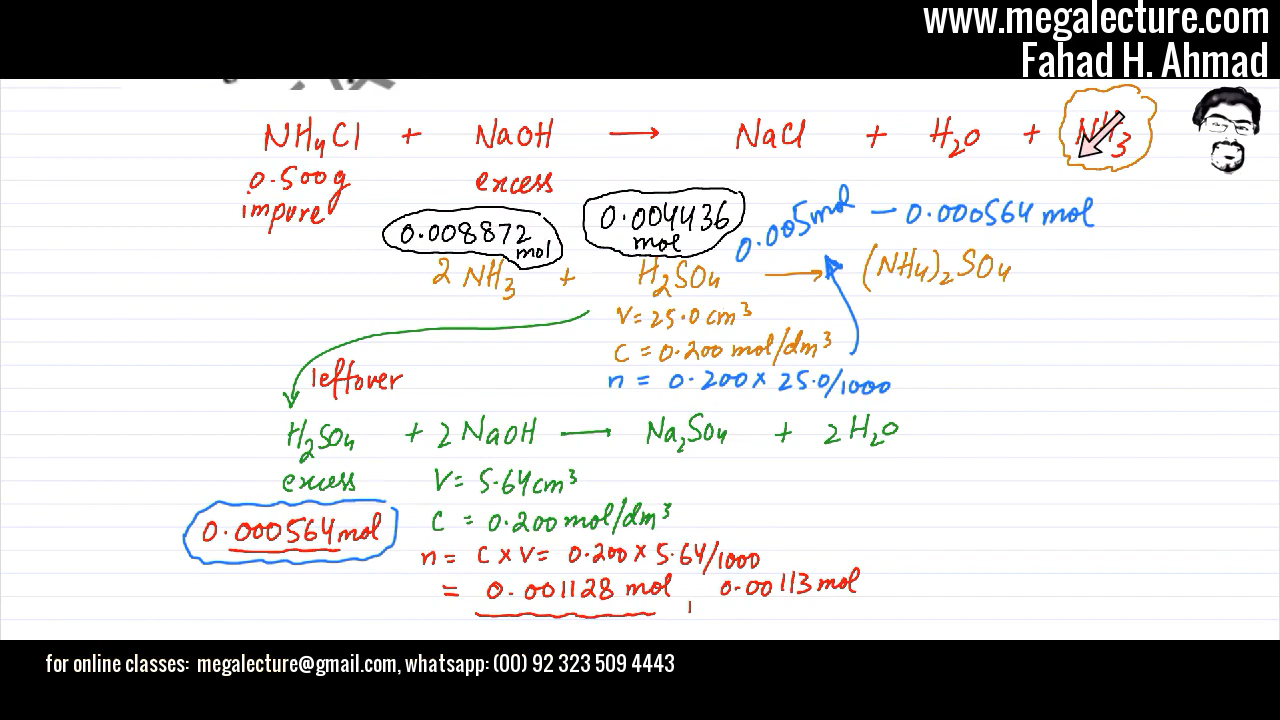 www.megalecture.com
Fahad H. Ahmad
NH4Cl + NaOH → NaCl + H2O + NH3
0.500g impure excess
0.008872 mol 0.004436 mol 0.005mol − 0.000564 mol
2 NH3 + H2SO4 → (NH4)2SO4
V = 25.0 cm³
C = 0.200 mol/dm³
n = 0.200 × 25.0/1000
leftover
H2SO4 + 2 NaOH → Na2SO4 + 2 H2O
excess V = 5.64 cm³
0.000564 mol C = 0.200 mol/dm³
n = C × V = 0.200 × 5.64/1000
= 0.001128 mol 0.00113 mol
for online classes: megalecture@gmail.com, whatsapp: (00) 92 323 509 4443